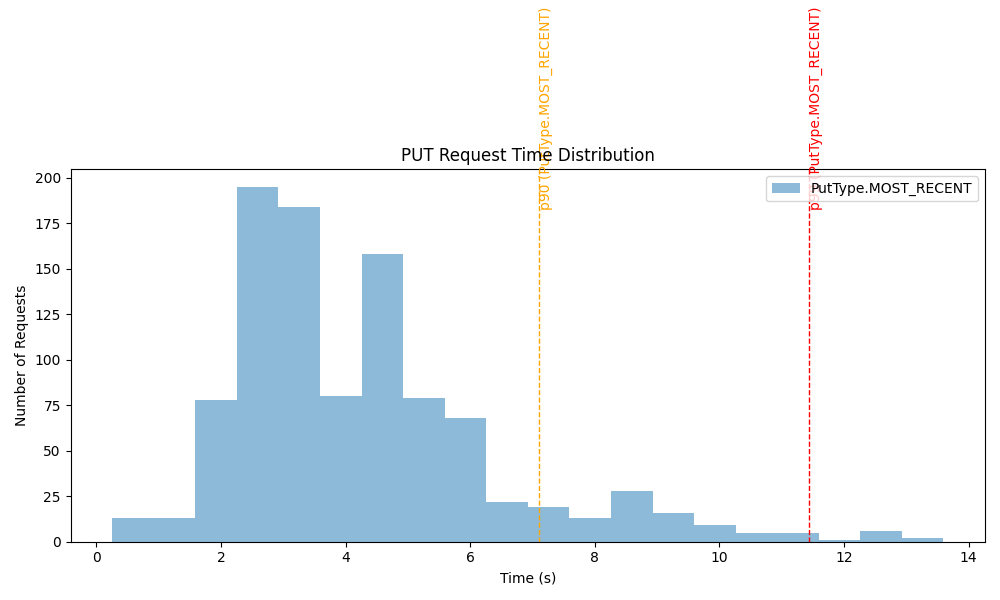 PUT Request Time Distribution
p90 (PutType.MOST_RECENT)
(PutType.MOST_RECENT)
PutType.MOST_RECENT
Number of Requests
200
175
150
125
100
75
50
25
0
0 2 4 6 8 10 12 14
Time (s)